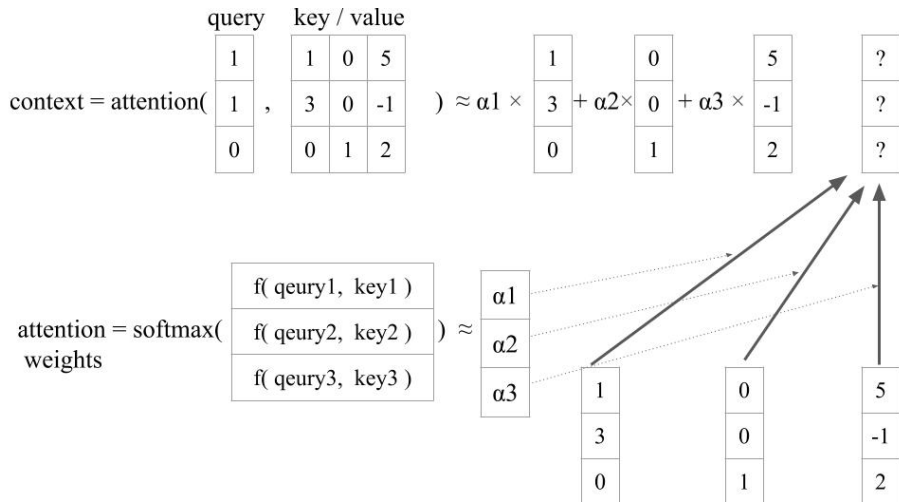 query key / value
1 1 0 5 1 0 5 ?
context = attention( 1 , 3 0 -1 ) ≈ α1 × 3 + α2× 0 + α3 × -1 ?
0 0 1 2 0 1 2 ?
f( qeury1, key1 ) α1
attention = softmax( f( qeury2, key2 ) ) ≈ α2
weights
f( qeury3, key3 ) α3
1 0 5
3 0 -1
0 1 2